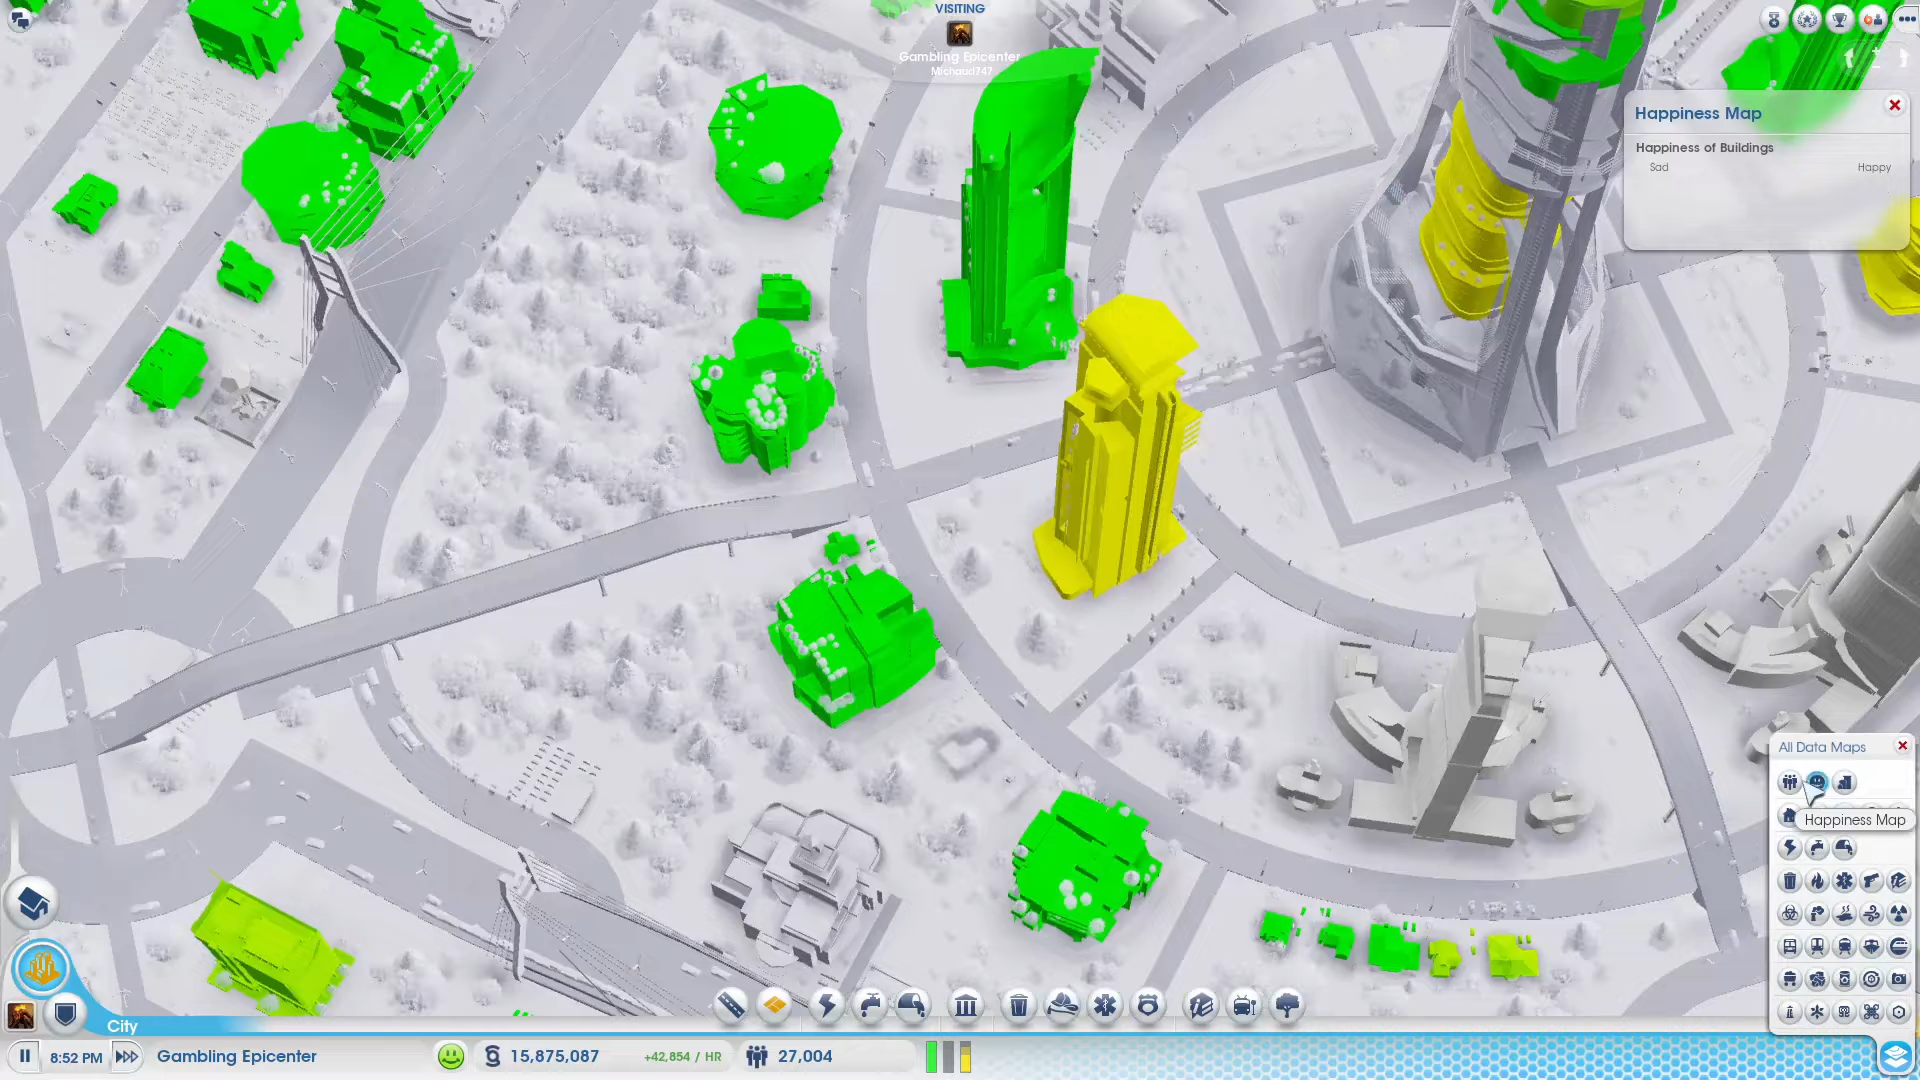 VISITING
Gambling Epicenter
Michaud747
Happiness Map
Happiness of Buildings
Sad Happy
All Data Maps
Happiness Map
City
8:52 PM
Gambling Epicenter
15,875,087
+42,854 / HR
27,004